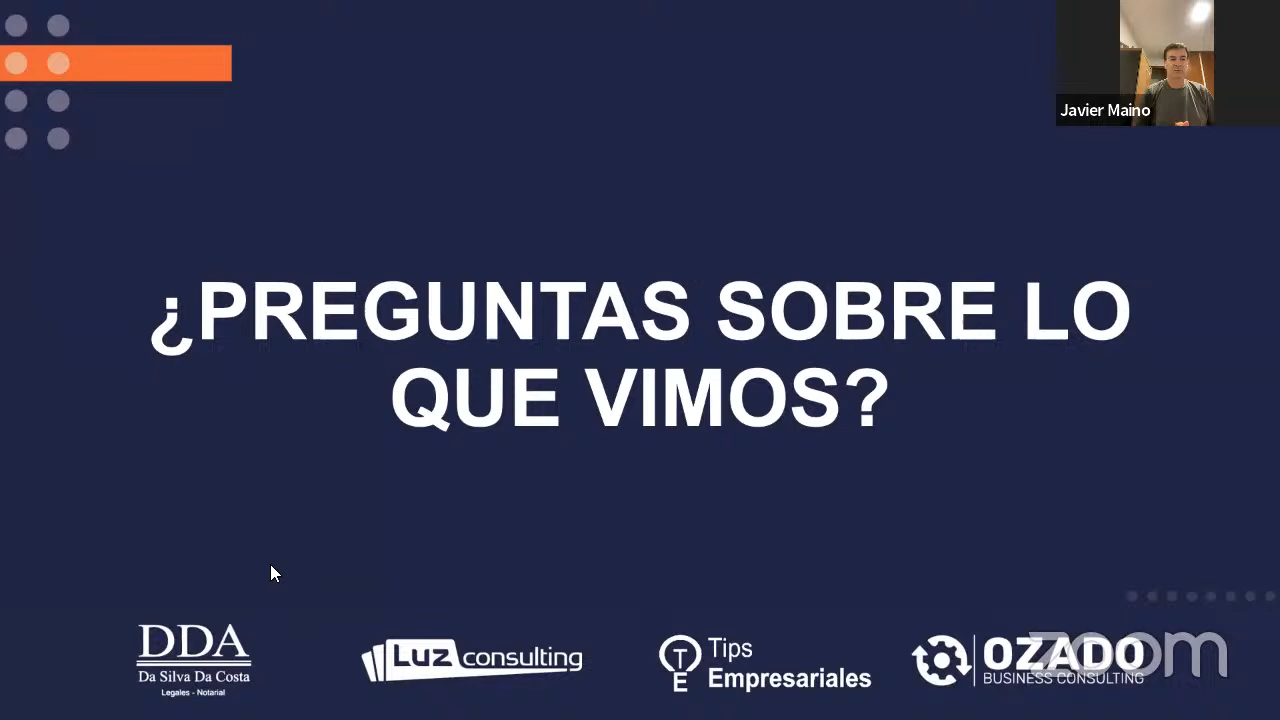 Javier Maino
¿PREGUNTAS SOBRE LO
QUE VIMOS?
DDA
Da Silva Da Costa
Legales - Notarial
LUZ consulting
TE
Tips
Empresariales
OZADO
BUSINESS CONSULTING
zoom